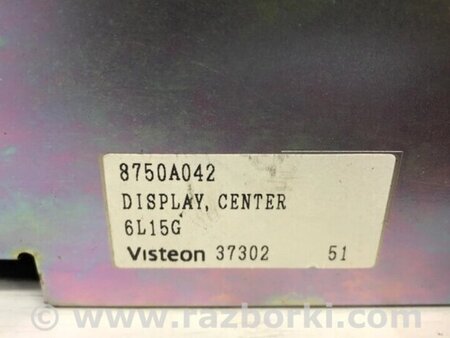 8750A042
DISPLAY, CENTER
6L15G
Visteon 37302 51
© - www.razborki.com